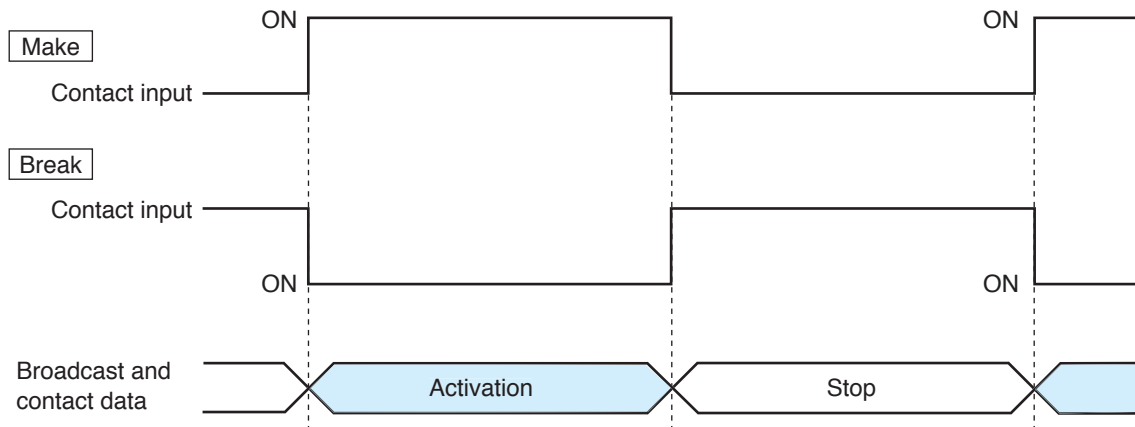 ON
ON
Make
Contact input
Break
Contact input
ON
ON
Broadcast and
contact data
Activation
Stop